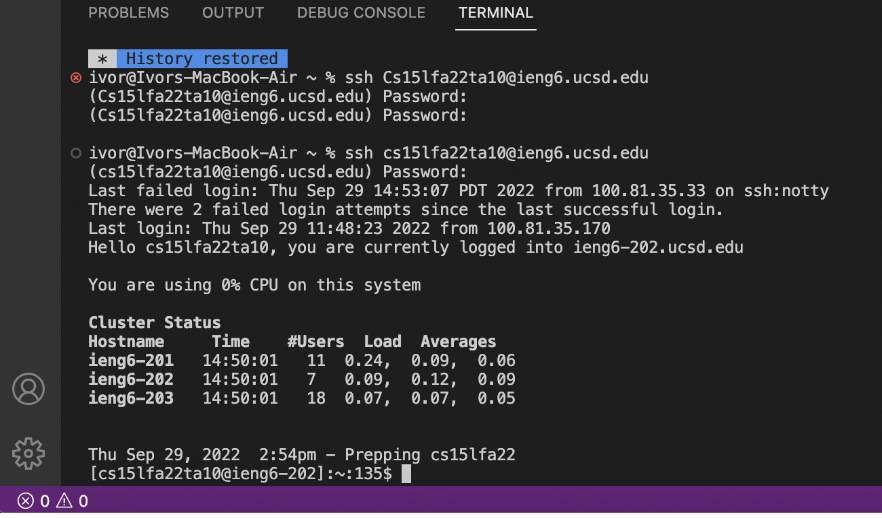 PROBLEMS OUTPUT DEBUG CONSOLE TERMINAL
* History restored
ivor@Ivors-MacBook-Air ~ % ssh Cs15lfa22ta10@ieng6.ucsd.edu
(Cs15lfa22ta10@ieng6.ucsd.edu) Password:
(Cs15lfa22ta10@ieng6.ucsd.edu) Password:
ivor@Ivors-MacBook-Air ~ % ssh cs15lfa22ta10@ieng6.ucsd.edu
(cs15lfa22ta10@ieng6.ucsd.edu) Password:
Last failed login: Thu Sep 29 14:53:07 PDT 2022 from 100.81.35.33 on ssh:notty
There were 2 failed login attempts since the last successful login.
Last login: Thu Sep 29 11:48:23 2022 from 100.81.35.170
Hello cs15lfa22ta10, you are currently logged into ieng6-202.ucsd.edu
You are using 0% CPU on this system
Cluster Status
Hostname Time #Users Load Averages
ieng6-201 14:50:01 11 0.24, 0.09, 0.06
ieng6-202 14:50:01 7 0.09, 0.12, 0.09
ieng6-203 14:50:01 18 0.07, 0.07, 0.05
Thu Sep 29, 2022 2:54pm - Prepping cs15lfa22
[cs15lfa22ta10@ieng6-202]:~:135$
0 0